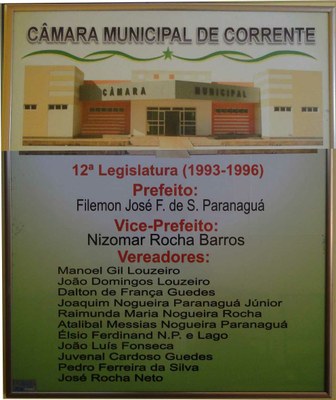 CÂMARA MUNICIPAL DE CORRENTE
CÂMARA MUNICIPAL
12ª Legislatura (1993-1996)
Prefeito:
Filemon José F. de S. Paranaguá
Vice-Prefeito:
Nizomar Rocha Barros
Vereadores:
Manoel Gil Louzeiro
João Domingos Louzeiro
Dalton de França Guedes
Joaquim Nogueira Paranaguá Júnior
Raimunda Maria Nogueira Rocha
Atalibal Messias Nogueira Paranaguá
Élsio Ferdinand N.P. e Lago
João Luís Fonseca
Juvenal Cardoso Guedes
Pedro Ferreira da Silva
José Rocha Neto